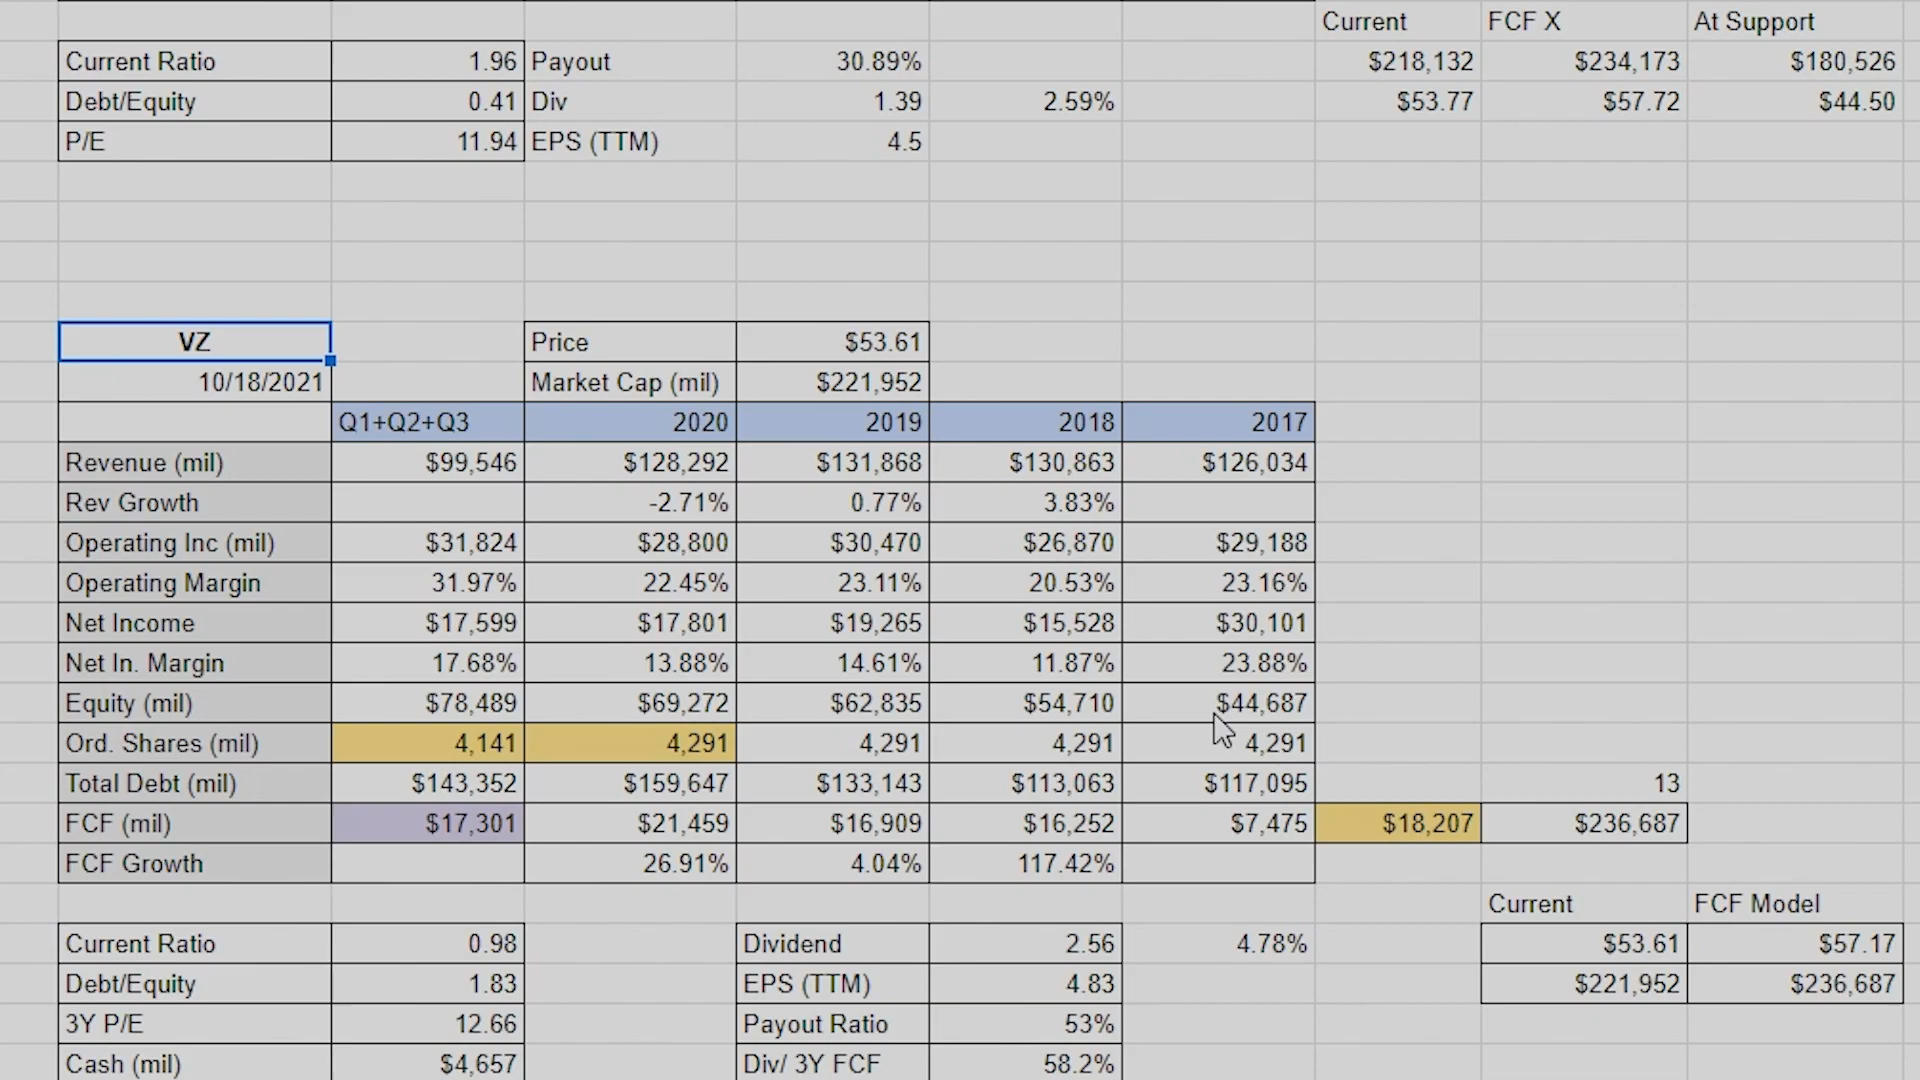 Current FCF X At Support
Current Ratio 1.96 Payout 30.89% $218,132 $234,173 $180,526
Debt/Equity 0.41 Div 1.39 2.59% $53.77 $57.72 $44.50
P/E 11.94 EPS (TTM) 4.5
VZ Price $53.61
10/18/2021 Market Cap (mil) $221,952
Q1+Q2+Q3 2020 2019 2018 2017
Revenue (mil) $99,546 $128,292 $131,868 $130,863 $126,034
Rev Growth -2.71% 0.77% 3.83%
Operating Inc (mil) $31,824 $28,800 $30,470 $26,870 $29,188
Operating Margin 31.97% 22.45% 23.11% 20.53% 23.16%
Net Income $17,599 $17,801 $19,265 $15,528 $30,101
Net In. Margin 17.68% 13.88% 14.61% 11.87% 23.88%
Equity (mil) $78,489 $69,272 $62,835 $54,710 $44,687
Ord. Shares (mil) 4,141 4,291 4,291 4,291 4,291
Total Debt (mil) $143,352 $159,647 $133,143 $113,063 $117,095 13
FCF (mil) $17,301 $21,459 $16,909 $16,252 $7,475 $18,207 $236,687
FCF Growth 26.91% 4.04% 117.42%
Current FCF Model
Current Ratio 0.98 Dividend 2.56 4.78% $53.61 $57.17
Debt/Equity 1.83 EPS (TTM) 4.83 $221,952 $236,687
3Y P/E 12.66 Payout Ratio 53%
Cash (mil) $4,657 Div/ 3Y FCF 58.2%